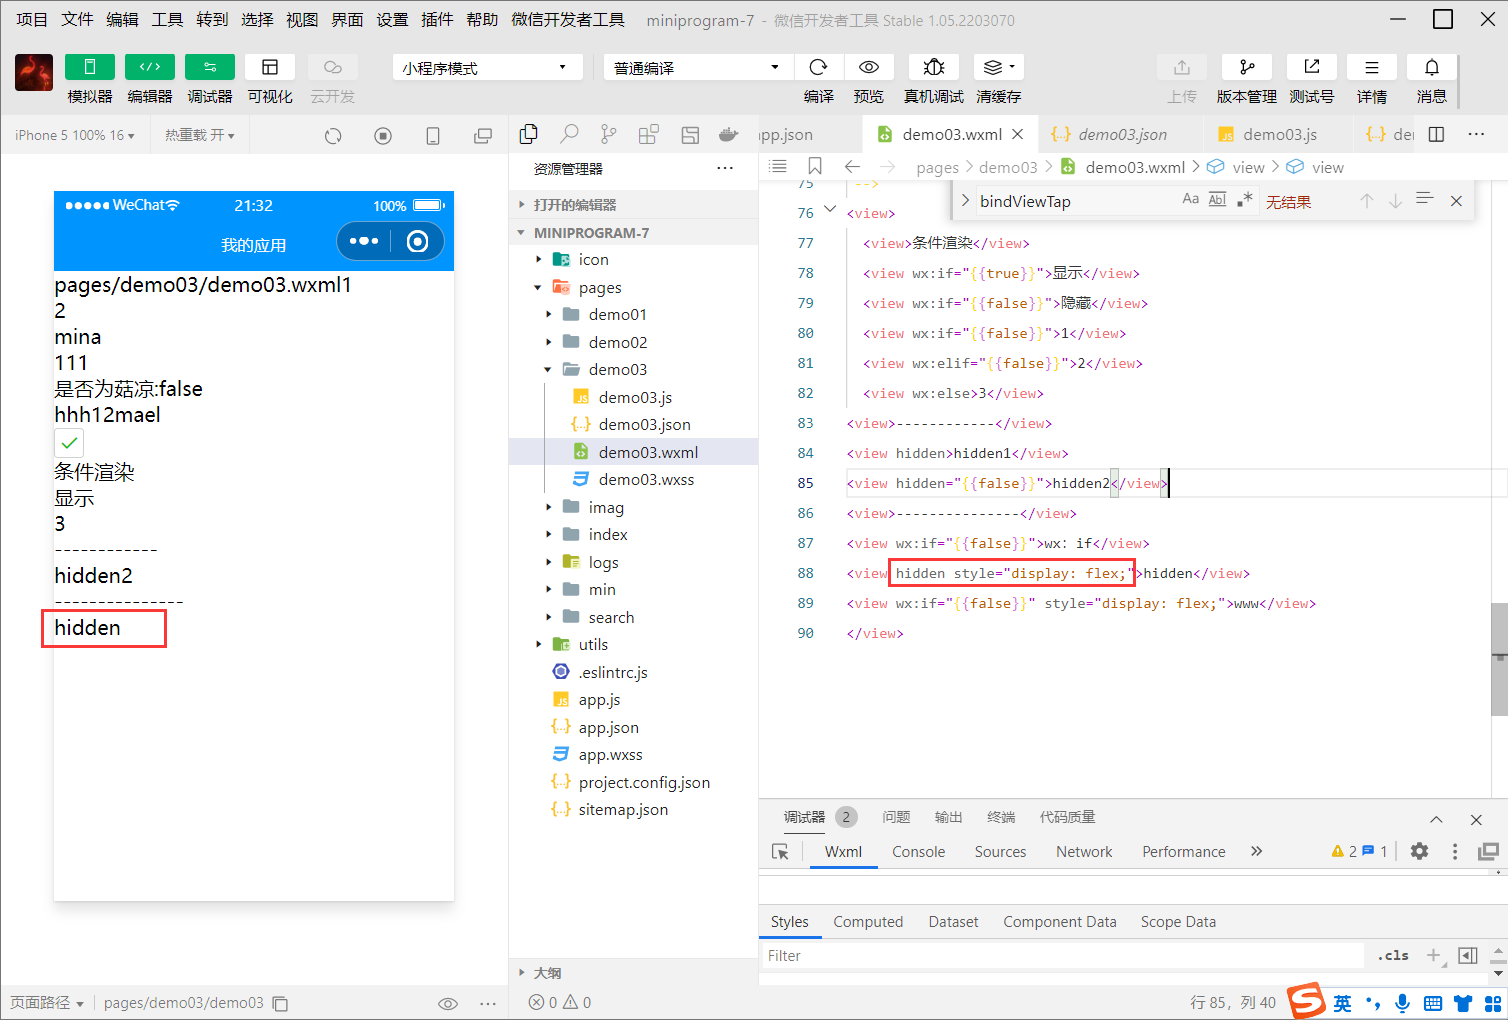 项目 文件 编辑 工具 转到 选择 视图 界面 设置 插件 帮助 微信开发者工具 miniprogram-7 - 微信开发者工具 Stable 1.05.2203070
小程序模式 普通编译
模拟器 编辑器 调试器 可视化 云开发 编译 预览 真机调试 清缓存 上传 版本管理 测试号 详情 消息
iPhone 5 100% 16 热重载 开
WeChat 21:32 100%
我的应用
pages/demo03/demo03.wxml1
2
mina
111
是否为菇凉:false
hhh12mael
条件渲染
显示
3
------------
hidden2
---------------
hidden
页面路径 pages/demo03/demo03
资源管理器
打开的编辑器
MINIPROGRAM-7
icon
pages
demo01
demo02
demo03
demo03.js
demo03.json
demo03.wxml
demo03.wxss
imag
index
logs
min
search
utils
.eslintrc.js
app.js
app.json
app.wxss
project.config.json
sitemap.json
大纲
0 0
app.json demo03.wxml demo03.json demo03.js
pages > demo03 > demo03.wxml > view > view
bindViewTap Aa Abl .* 无结果
75 -->
76 <view>
77 <view>条件渲染</view>
78 <view wx:if="{{true}}">显示</view>
79 <view wx:if="{{false}}">隐藏</view>
80 <view wx:if="{{false}}">1</view>
81 <view wx:elif="{{false}}">2</view>
82 <view wx:else>3</view>
83 <view>------------</view>
84 <view hidden>hidden1</view>
85 <view hidden="{{false}}">hidden2</view>
86 <view>---------------</view>
87 <view wx:if="{{false}}">wx: if</view>
88 <view hidden style="display: flex;">hidden</view>
89 <view wx:if="{{false}}" style="display: flex;">www</view>
90 </view>
调试器 2 问题 输出 终端 代码质量
Wxml Console Sources Network Performance » 2 1
Styles Computed Dataset Component Data Scope Data
Filter .cls
行 85，列 40
英